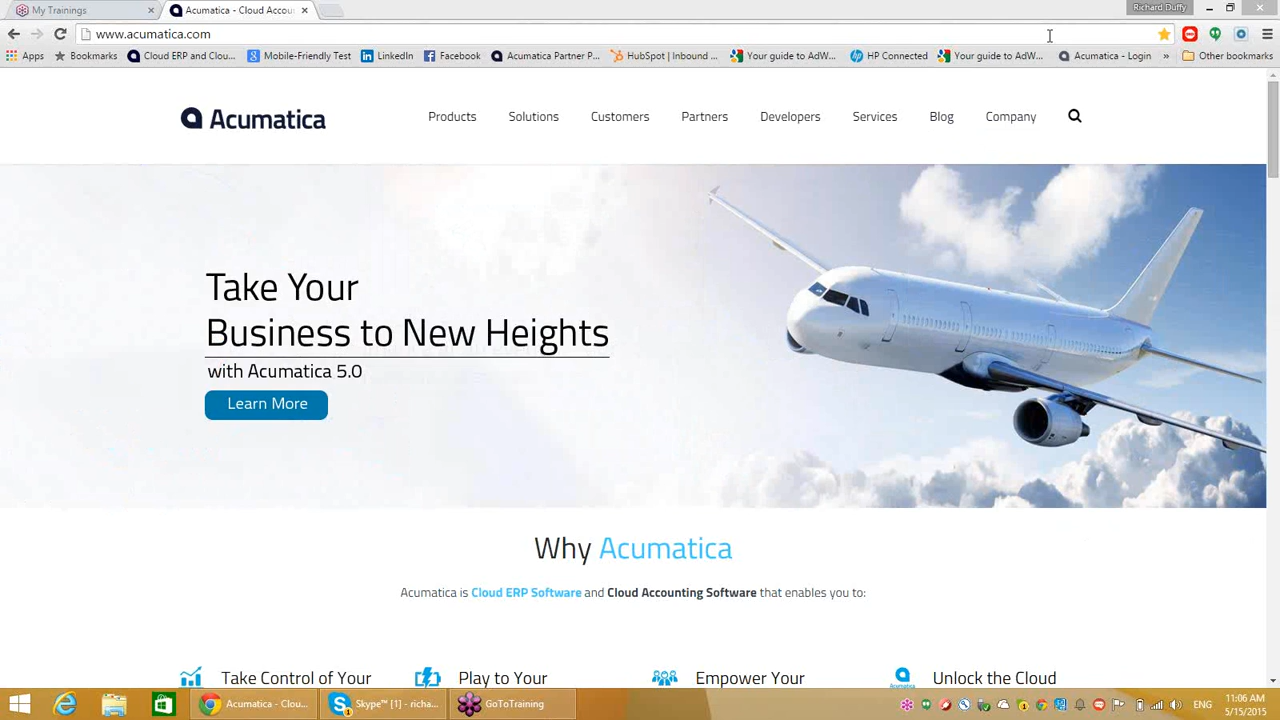 My Trainings
Acumatica - Cloud Accou
Richard Duffy
www.acumatica.com
Apps
Bookmarks
Cloud ERP and Clou...
Mobile-Friendly Test
LinkedIn
Facebook
Acumatica Partner P...
HubSpot | Inbound ...
Your guide to AdW...
HP Connected
Your guide to AdW...
Acumatica - Login
»
Other bookmarks
Acumatica
Products
Solutions
Customers
Partners
Developers
Services
Blog
Company
Take Your
Business to New Heights
with Acumatica 5.0
Learn More
Why Acumatica
Acumatica is Cloud ERP Software and Cloud Accounting Software that enables you to:
Take Control of Your
Play to Your
Empower Your
Acumatica
Unlock the Cloud
Acumatica - Clou...
Skype™ [1] - richa...
GoToTraining
ENG
11:06 AM
5/15/2015